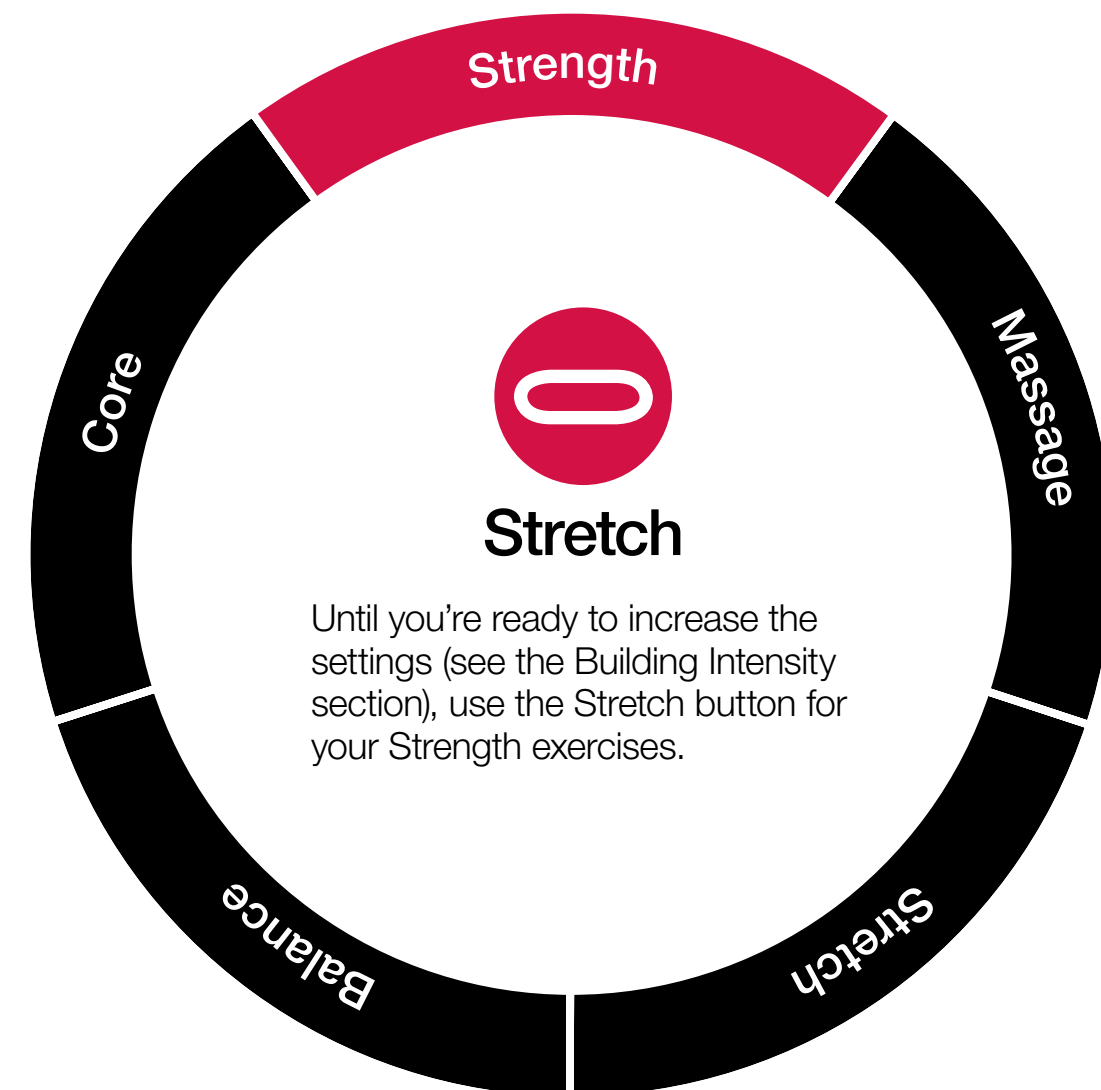 Strength
Massage
Stretch
Balance
Core
Stretch
Until you’re ready to increase the
settings (see the Building Intensity
section), use the Stretch button for
your Strength exercises.